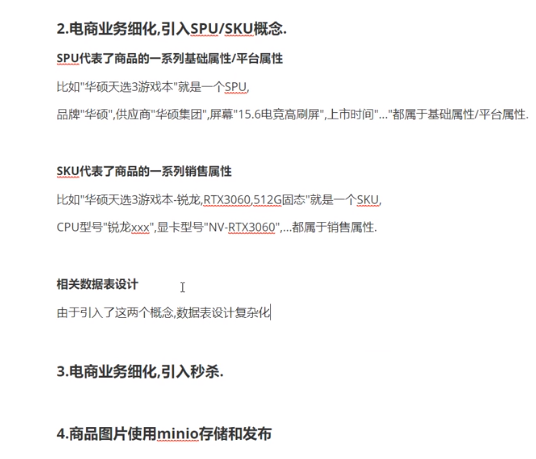 2.电商业务细化,引入SPU/SKU概念.
SPU代表了商品的一系列基础属性/平台属性
比如"华硕天选3游戏本"就是一个SPU,
品牌"华硕",供应商"华硕集团",屏幕"15.6电竞高刷屏",上市时间"..."都属于基础属性/平台属性.
SKU代表了商品的一系列销售属性
比如"华硕天选3游戏本-锐龙,RTX3060,512G固态"就是一个SKU,
CPU型号"锐龙xxx",显卡型号"NV-RTX3060",...都属于销售属性.
相关数据表设计
由于引入了这两个概念,数据表设计复杂化
3.电商业务细化,引入秒杀.
4.商品图片使用minio存储和发布